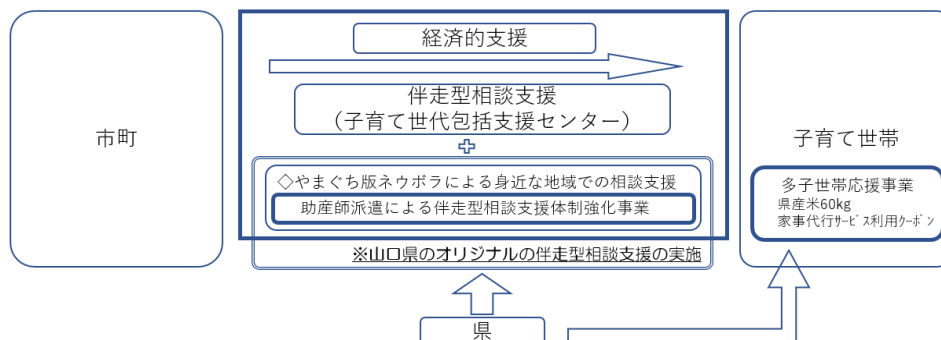 経済的支援
伴走型相談支援
（子育て世代包括支援センター）
市町
◇やまぐち版ネウボラによる身近な地域での相談支援
助産師派遣による伴走型相談支援体制強化事業
※山口県のオリジナルの伴走型相談支援の実施
子育て世帯
多子世帯応援事業
県産米60kg
家事代行ｻｰﾋﾞｽ利用ｸｰﾎﾟﾝ
県